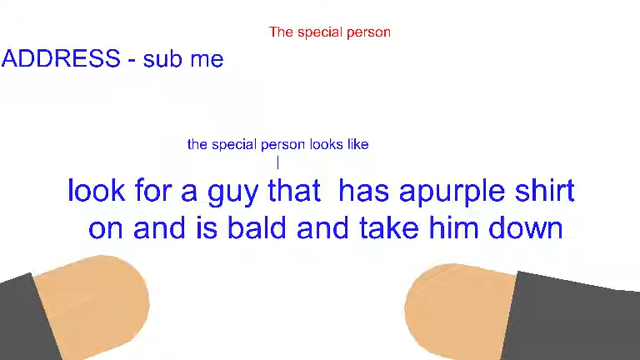 The special person
ADDRESS - sub me
the special person looks like
|
look for a guy that  has apurple shirt
on and is bald and take him down